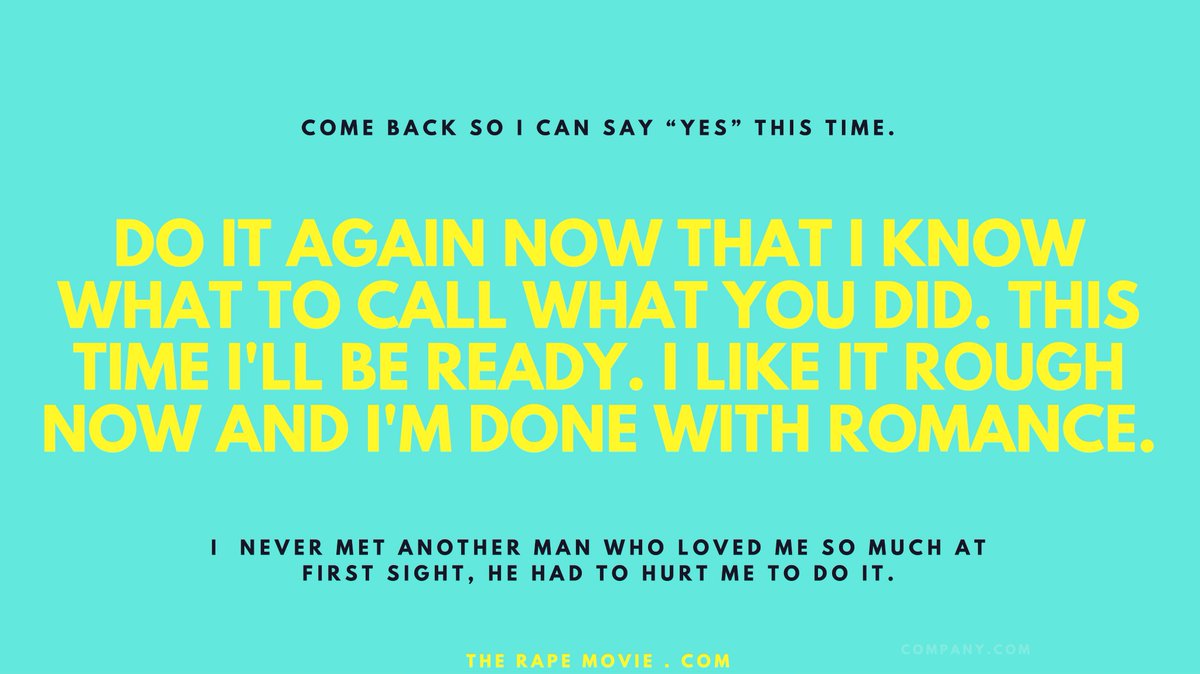 COME BACK SO I CAN SAY “YES” THIS TIME.
DO IT AGAIN NOW THAT I KNOW
WHAT TO CALL WHAT YOU DID. THIS
TIME I'LL BE READY. I LIKE IT ROUGH
NOW AND I'M DONE WITH ROMANCE.
I NEVER MET ANOTHER MAN WHO LOVED ME SO MUCH AT
FIRST SIGHT, HE HAD TO HURT ME TO DO IT.
COMPANY.COM
THE RAPE MOVIE . COM